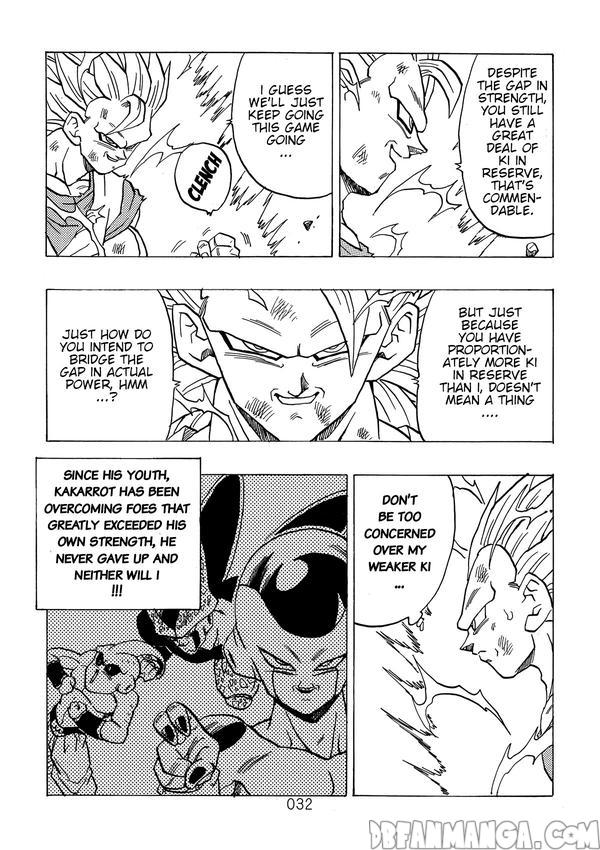 DESPITE
THE GAP IN
STRENGTH,
YOU STILL
HAVE A
GREAT
DEAL OF
KI IN
RESERVE,
THAT'S
COMMEN-
DABLE.
I GUESS
WE'LL JUST
KEEP GOING
THIS GAME
GOING
...
CLENCH
BUT JUST
BECAUSE
YOU HAVE
PROPORTION-
ATELY MORE KI
IN RESERVE
THAN I, DOESN'T
MEAN A THING
....
JUST HOW DO
YOU INTEND TO
BRIDGE THE
GAP IN ACTUAL
POWER, HMM
...?
DON'T
BE TOO
CONCERNED
OVER MY
WEAKER KI
...
SINCE HIS YOUTH,
KAKARROT HAS BEEN
OVERCOMING FOES THAT
GREATLY EXCEEDED HIS
OWN STRENGTH, HE
NEVER GAVE UP AND
NEITHER WILL I
!!!
032
DBFANMANGA.COM